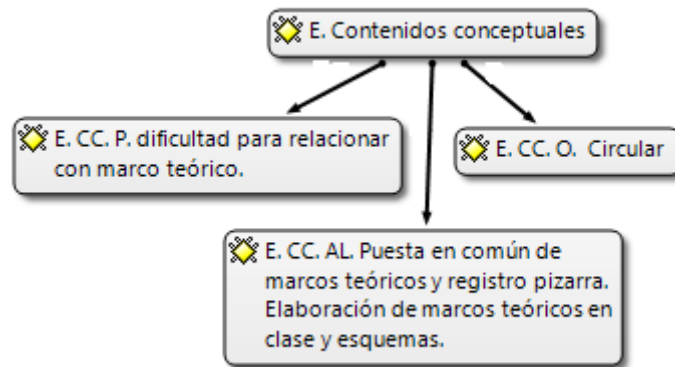 E. Contenidos conceptuales
E. CC. P. dificultad para relacionar
con marco teórico.
E. CC. O. Circular
E. CC. AL. Puesta en común de
marcos teóricos y registro pizarra.
Elaboración de marcos teóricos en
clase y esquemas.